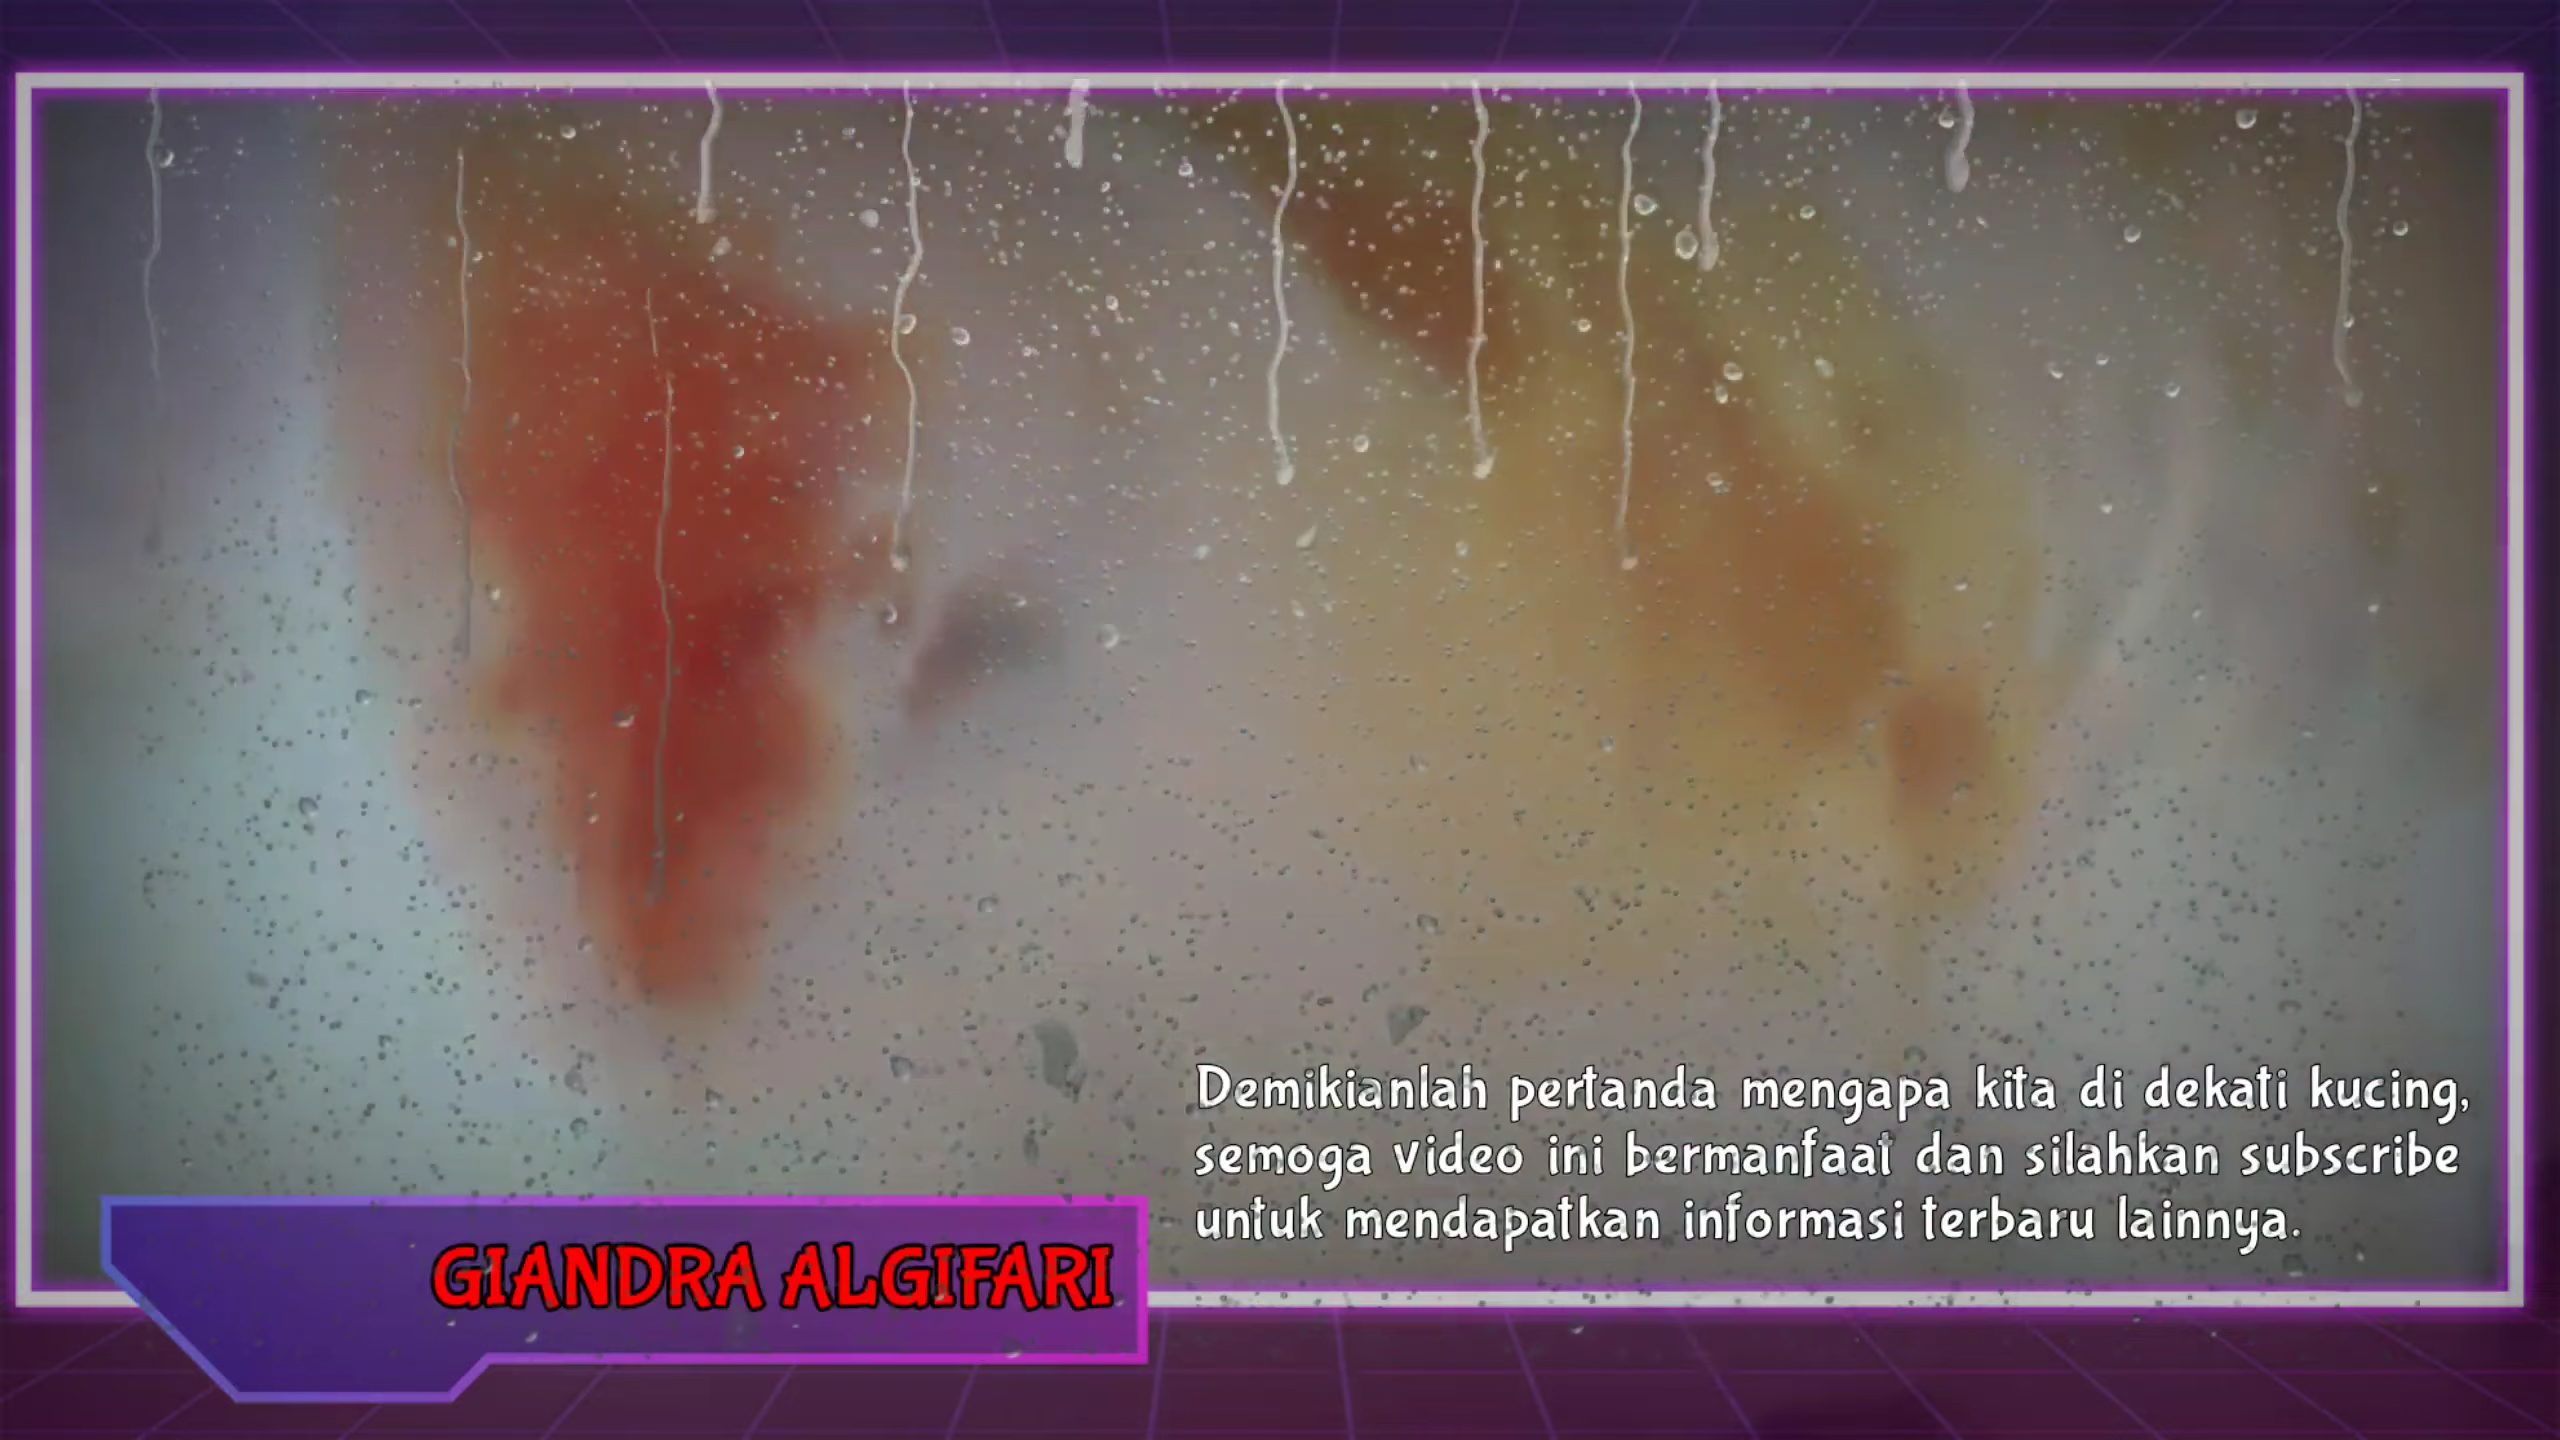 Demikianlah pertanda mengapa kita di dekati kucing,
semoga video ini bermanfaat dan silahkan subscribe
untuk mendapatkan informasi terbaru lainnya.
GIANDRA ALGIFARI